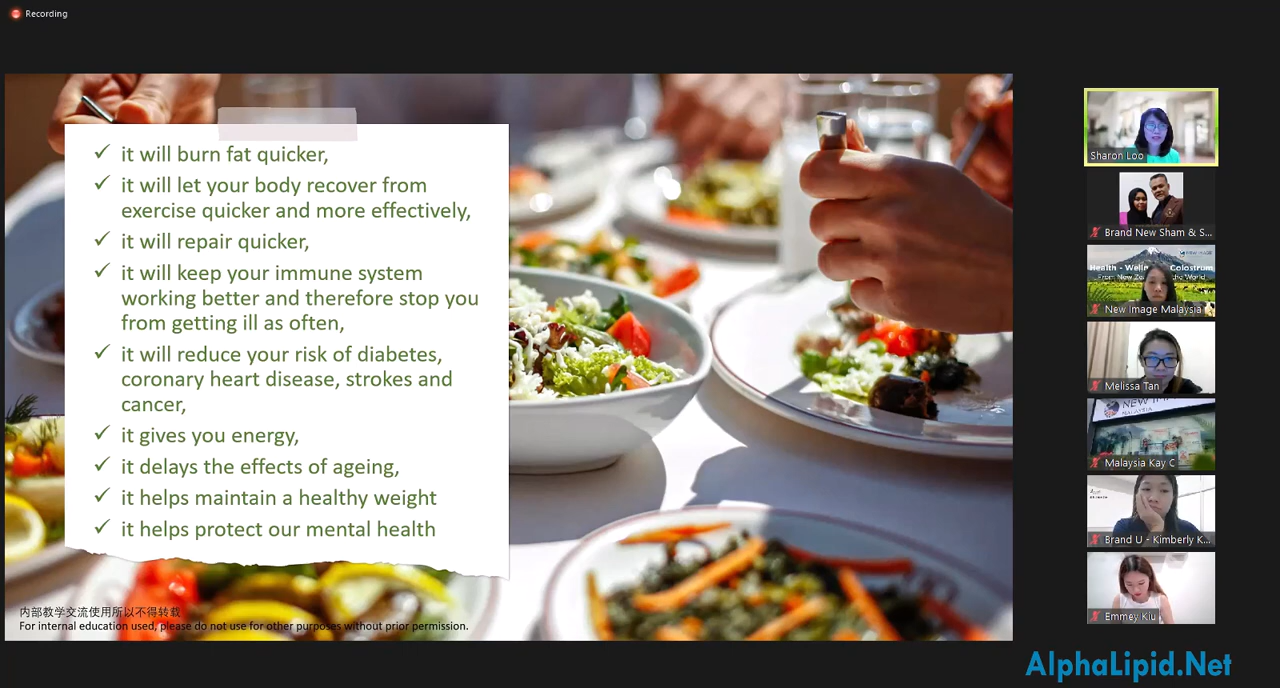 Recording
✓ it will burn fat quicker,
✓ it will let your body recover from
exercise quicker and more effectively,
✓ it will repair quicker,
✓ it will keep your immune system
working better and therefore stop you
from getting ill as often,
✓ it will reduce your risk of diabetes,
coronary heart disease, strokes and
cancer,
✓ it gives you energy,
✓ it delays the effects of ageing,
✓ it helps maintain a healthy weight
✓ it helps protect our mental health
内部教学交流使用所以不得转载
For internal education used, please do not use for other purposes without prior permission.
Sharon Loo
Brand New Sham & S...
Health - Colostrum
From New World
New Image Malaysia
Melissa Tan
NEW
MALAYSIA
Malaysia Kay C
Brand U - Kimberly K...
Emmey Kiu
AlphaLipid.Net